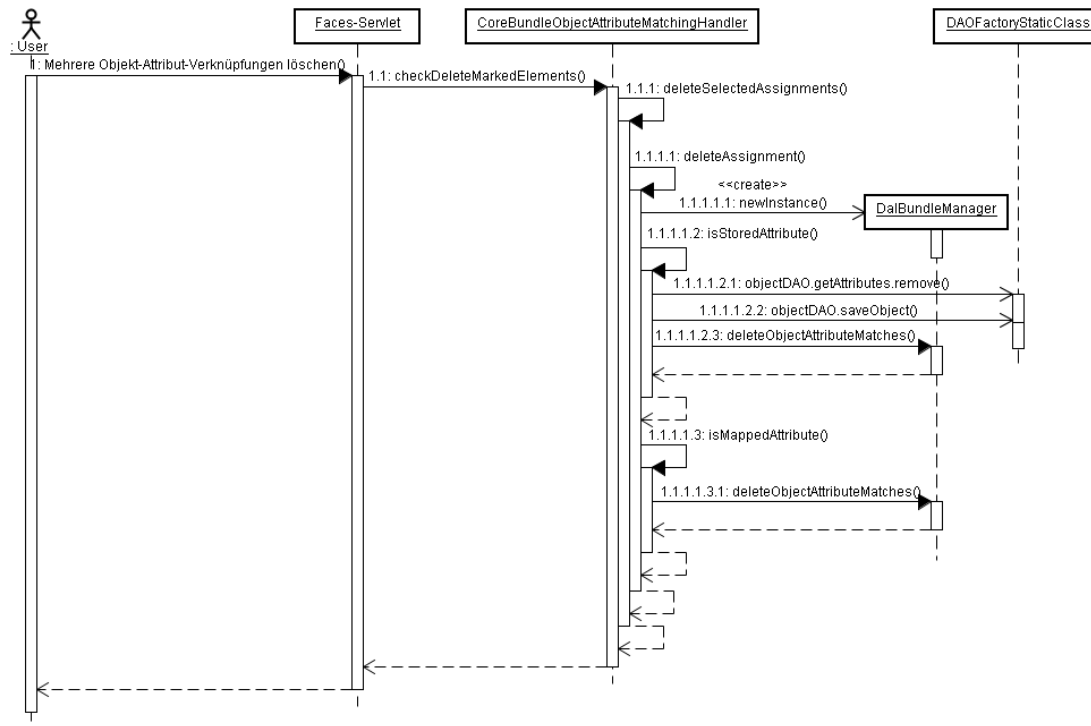 : User
Faces-Servlet
CoreBundleObjectAttributeMatchingHandler
DAOFactoryStaticClass
1: Mehrere Objekt-Attribut-Verknüpfungen löschen()
1.1: checkDeleteMarkedElements()
1.1.1: deleteSelectedAssignments()
1.1.1.1: deleteAssignment()
<<create>>
1.1.1.1.1: newInstance()
DalBundleManager
1.1.1.1.2: isStoredAttribute()
1.1.1.1.2.1: objectDAO.getAttributes.remove()
1.1.1.1.2.2: objectDAO.saveObject()
1.1.1.1.2.3: deleteObjectAttributeMatches()
1.1.1.1.3: isMappedAttribute()
1.1.1.1.3.1: deleteObjectAttributeMatches()